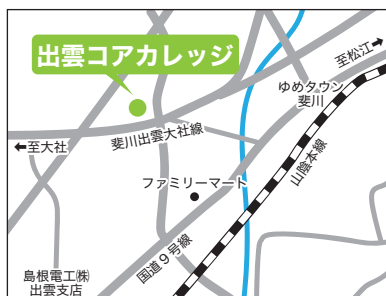 至松江
出雲コアカレッジ
ゆめタウン
斐川
斐川出雲大社線
至大社
山陰本線
ファミリーマート
国道9号線
島根電工㈱
出雲支店